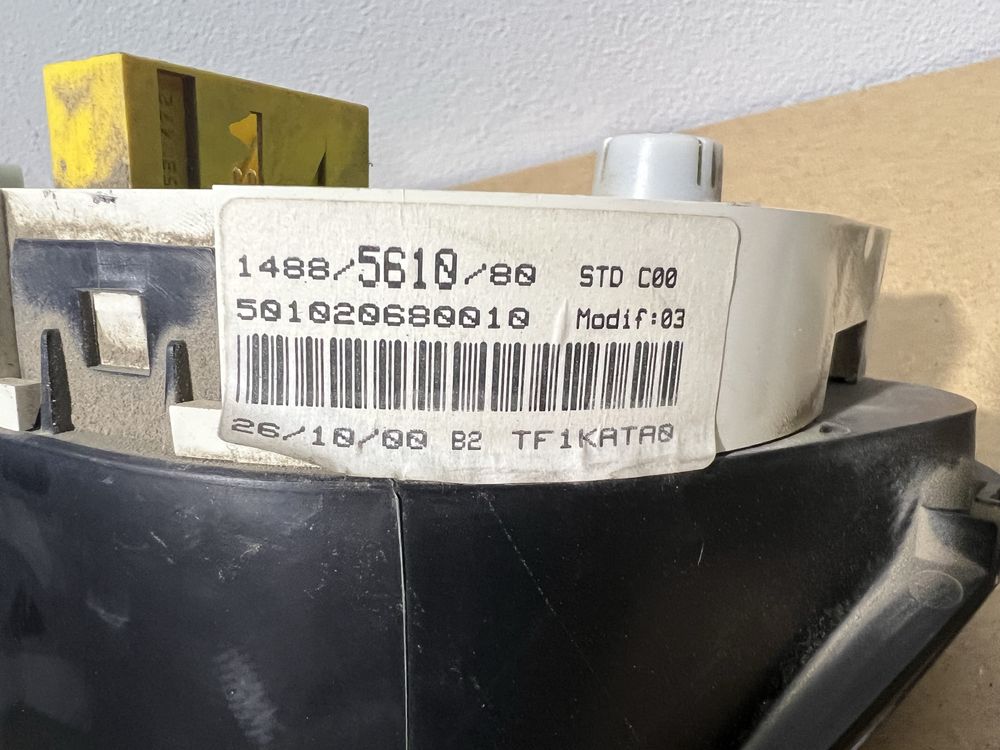 1488/5610/80 STD C00
501020680010 Modif:03
26/10/00 B2 TF1KATA0